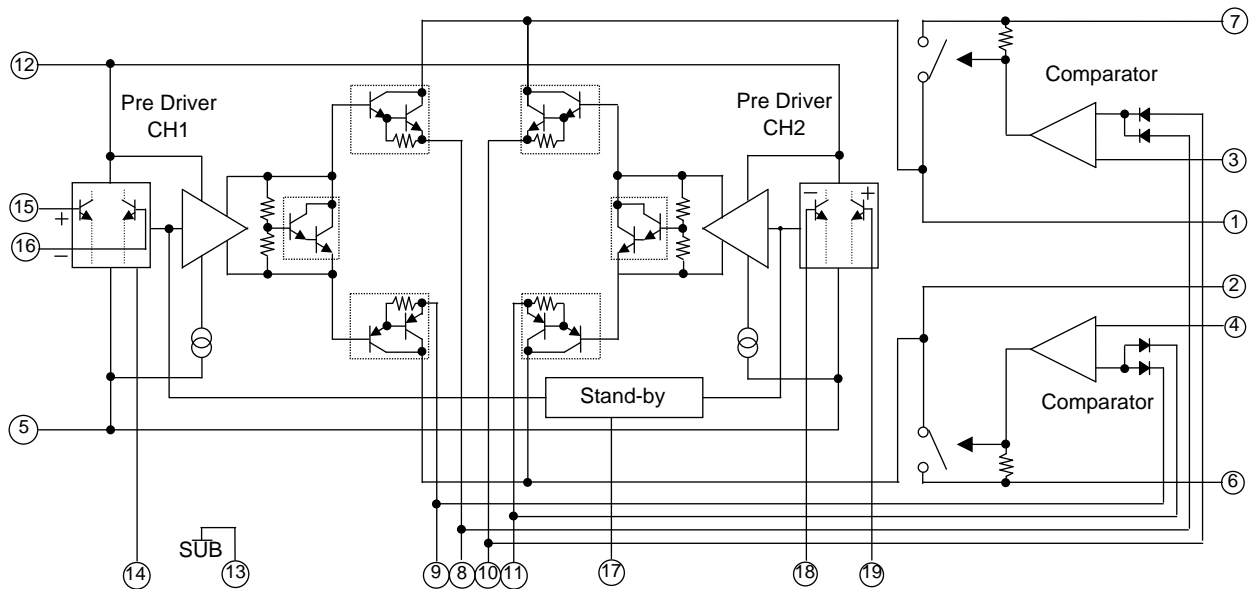 7
12
Comparator
Pre Driver
CH1
Pre Driver
CH2
3
15
+
− +
1
16
−
2
4
Stand-by
Comparator
5
6
SUB
14
13
9
8
10
11
17
18
19